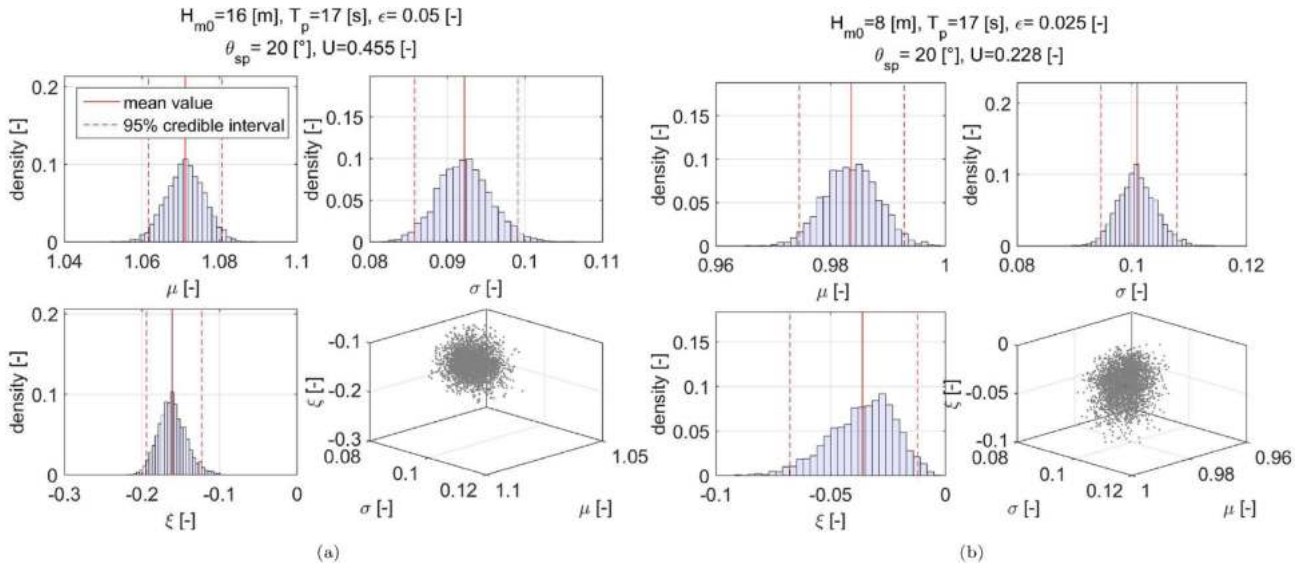 H_m0=16 [m], T_p=17 [s], ϵ= 0.05 [-]
θ_sp= 20 [°], U=0.455 [-]
0.2
0.1
0
density [-]
mean value
95% credible interval
1.04 1.06 1.08 1.1
μ [-]
0.2
0.15
0.1
0.05
0
density [-]
0.08 0.09 0.1 0.11
σ [-]
0.2
0.1
0
density [-]
-0.3 -0.2 -0.1 0
ξ [-]
-0.1
-0.2
-0.3
ξ [-]
0.08 0.1 0.12
σ [-]
1.1 1.05
μ [-]
(a)
H_m0=8 [m], T_p=17 [s], ϵ= 0.025 [-]
θ_sp= 20 [°], U=0.228 [-]
0.15
0.1
0.05
0
density [-]
0.96 0.98 1
μ [-]
0.2
0.1
0
density [-]
0.08 0.1 0.12
σ [-]
0.15
0.1
0.05
0
density [-]
-0.1 -0.05 0
ξ [-]
0
-0.05
-0.1
ξ [-]
0.08 0.1 0.12
σ [-]
1 0.98 0.96
μ [-]
(b)